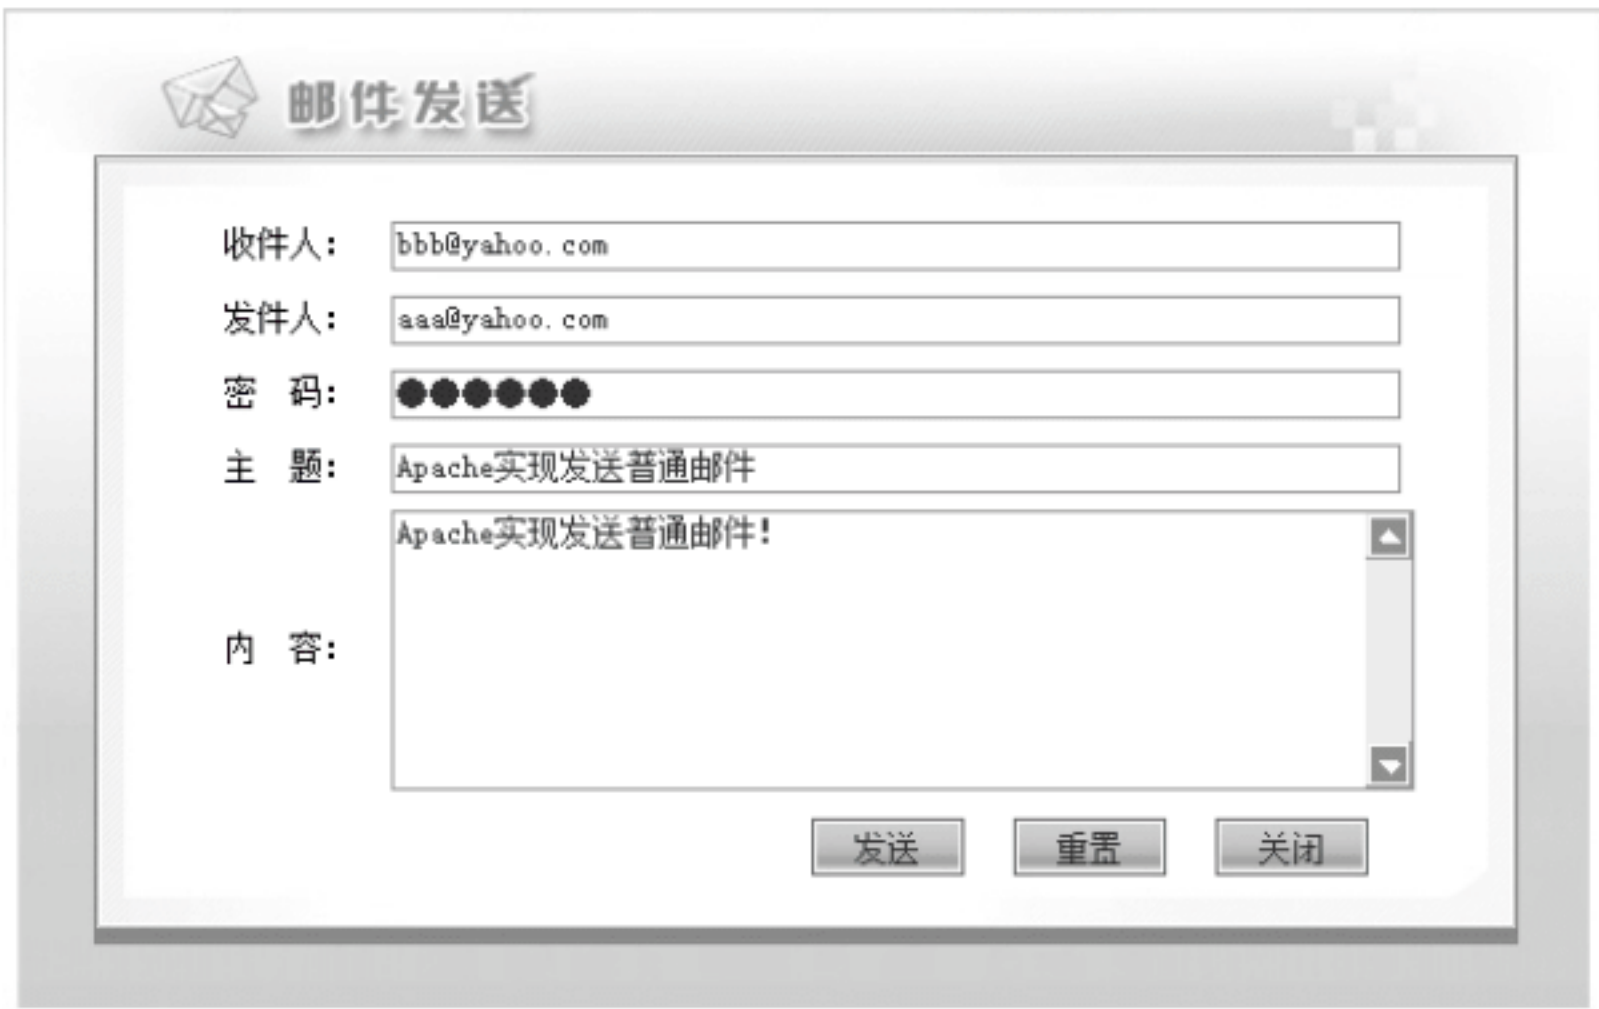 邮件发送
收件人： bbb@yahoo.com
发件人： aaa@yahoo.com
密 码： ●●●●●●
主 题： Apache实现发送普通邮件
Apache实现发送普通邮件!
内 容：
发送 重置 关闭